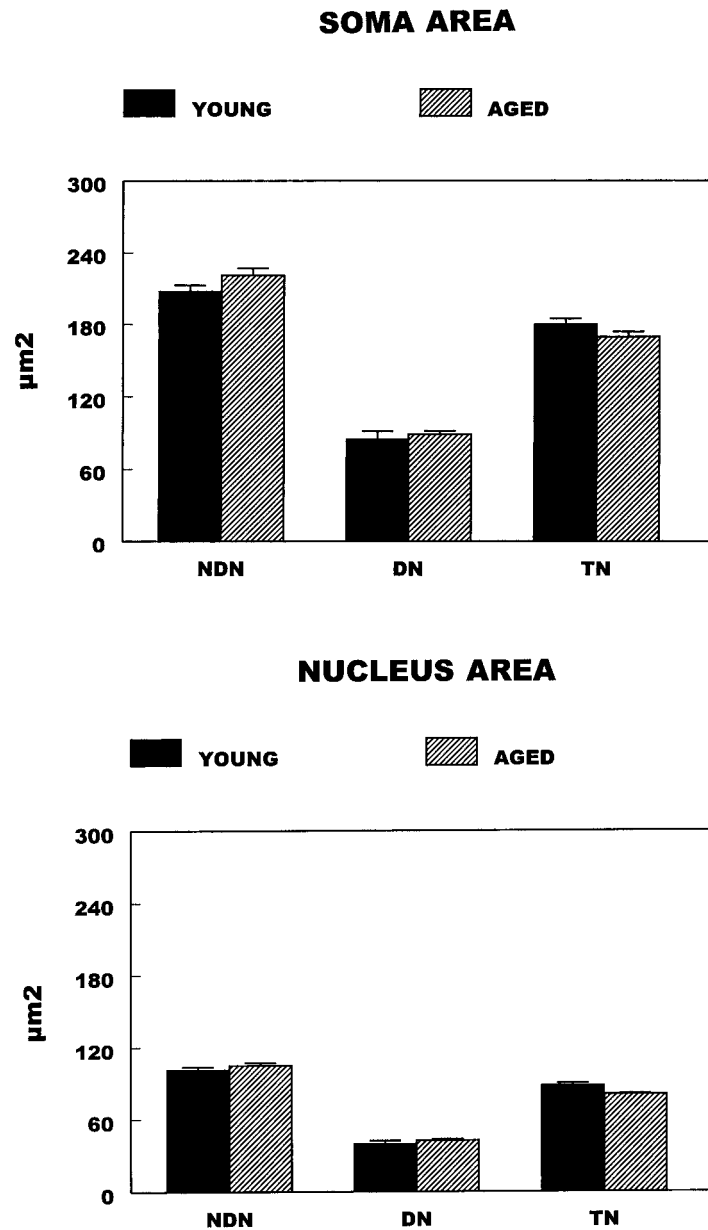 SOMA AREA
YOUNG AGED
300
240
180
120
60
0
µm2
NDN DN TN
NUCLEUS AREA
YOUNG AGED
300
240
180
120
60
0
µm2
NDN DN TN